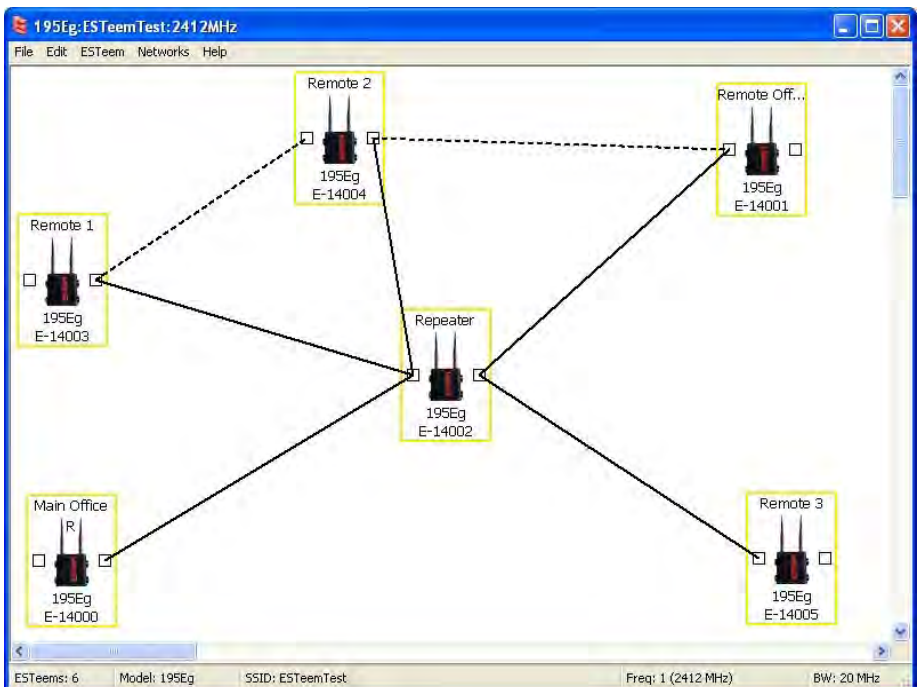 195Eg:ESTeemTest:2412MHz
File Edit ESTeem Networks Help
Remote 2
195Eg
E-14004
Remote Off...
195Eg
E-14001
Remote 1
195Eg
E-14003
Repeater
195Eg
E-14002
Main Office
R
195Eg
E-14000
Remote 3
195Eg
E-14005
ESTeems: 6 Model: 195Eg SSID: ESTeemTest Freq: 1 (2412 MHz) BW: 20 MHz